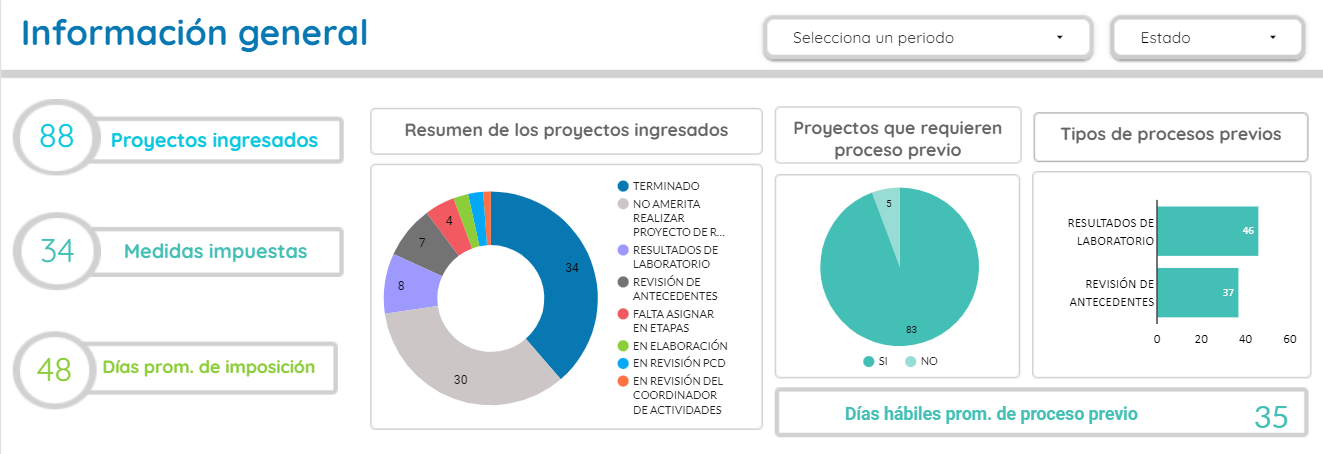 Información general
Selecciona un periodo
Estado
88
Proyectos ingresados
34
Medidas impuestas
48
Días prom. de imposición
Resumen de los proyectos ingresados
34
30
8
7
4
TERMINADO
NO AMERITA
REALIZAR
PROYECTO DE R...
RESULTADOS DE
LABORATORIO
REVISIÓN DE
ANTECEDENTES
FALTA ASIGNAR
EN ETAPAS
EN ELABORACIÓN
EN REVISIÓN PCD
EN REVISIÓN DEL
COORDINADOR
DE ACTIVIDADES
Proyectos que requieren
proceso previo
5
83
SI NO
Tipos de procesos previos
RESULTADOS DE
LABORATORIO
46
REVISIÓN DE
ANTECEDENTES
37
0 20 40 60
Días hábiles prom. de proceso previo
35